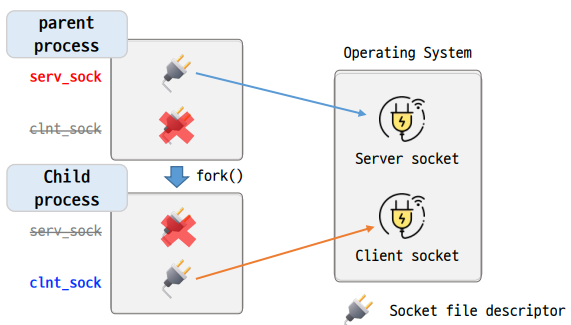 parent
process
Operating System
serv_sock
clnt_sock
Server socket
fork()
Child
process
serv_sock
Client socket
clnt_sock
Socket file descriptor